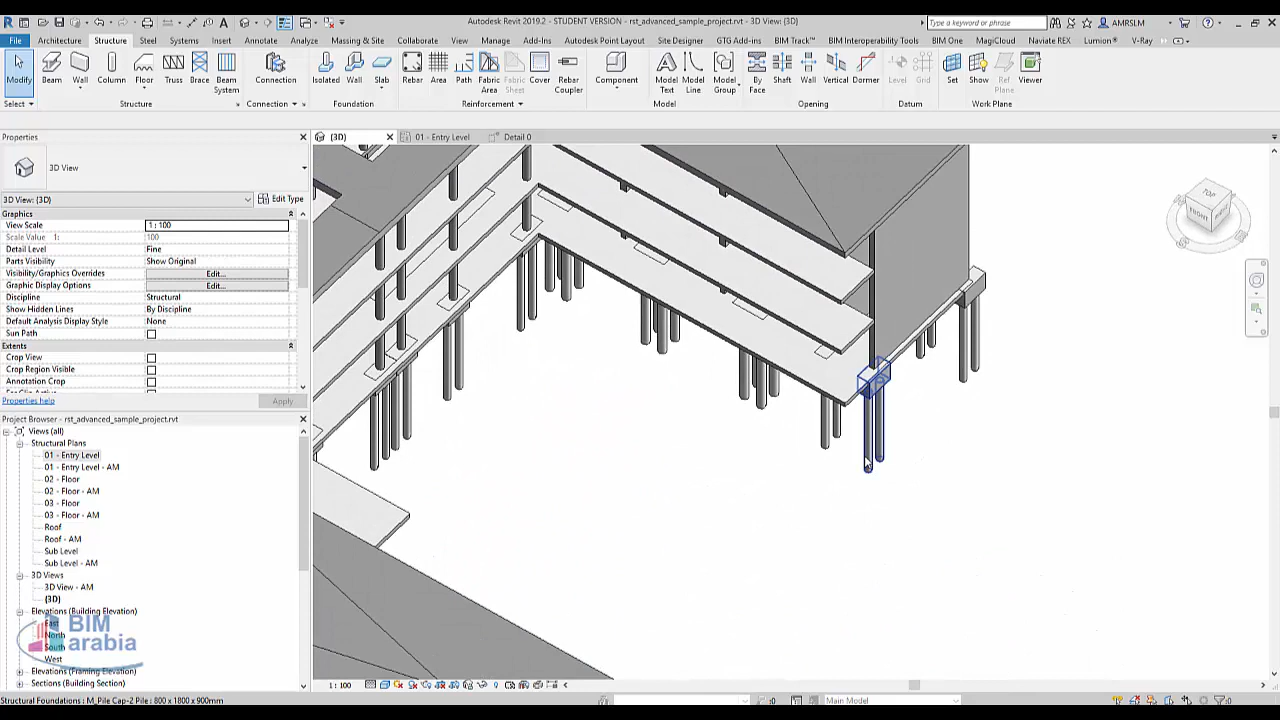 Autodesk Revit 2019.2 - STUDENT VERSION - rst_advanced_sample_project.rvt - 3D View: {3D}
Type a keyword or phrase
AMRSLM
File Architecture Structure Steel Systems Insert Annotate Analyze Massing & Site Collaborate View Manage Add-Ins Autodesk Point Layout Site Designer CTC BIM Track™ BIM Interoperability Tools BIM One MagiCloud Naviate REX Lumion® V-Ray
Modify Beam Wall Column Floor Truss Brace Beam System Connection Isolated Wall Slab Rebar Area Path Fabric Area Fabric Sheet Cover Rebar Coupler Component Model Text Model Line Model Group By Face Shaft Wall Vertical Dormer Level Grid Set Show Ref Plane Viewer
Select Structure Connection Foundation Reinforcement Model Opening Datum Work Plane
Properties
{3D} 01 - Entry Level Detail 0
3D View
3D View: {3D} Edit Type
Graphics
View Scale 1 : 100
Scale Value 1: 100
Detail Level Fine
Parts Visibility Show Original
Visibility/Graphics Overrides Edit...
Graphic Display Options Edit...
Discipline Structural
Show Hidden Lines By Discipline
Default Analysis Display Style None
Sun Path
Extents
Crop View
Crop Region Visible
Annotation Crop
Properties help Apply
Project Browser - rst_advanced_sample_project.rvt
Views (all)
Structural Plans
01 - Entry Level
01 - Entry Level - AM
02 - Floor
02 - Floor - AM
03 - Floor
03 - Floor - AM
Roof
Roof - AM
Sub Level
Sub Level - AM
3D Views
3D View - AM
{3D}
Elevations (Building Elevation)
East
North
South
West
Elevations (Framing Elevation)
Sections (Building Section)
BIM
arabia
TOP
FRONT
1 : 100
Structural Foundations : M_Pile Cap-2 Pile : 800 x 1800 x 900mm
:0
Main Model
:0